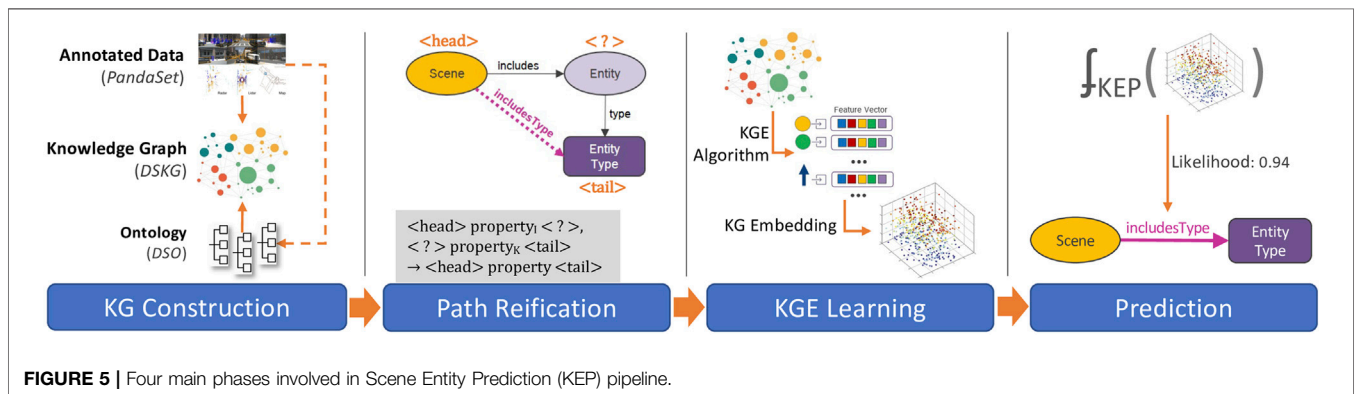 Annotated Data
(PandaSet)
Knowledge Graph
(DSKG)
Ontology
(DSO)
KG Construction
<head>
<?>
Scene
includes
Entity
includesType
type
Entity
Type
<tail>
<head> propertyⱼ <?>,
<?> propertyₖ <tail>
→ <head> property <tail>
Path Reification
Feature Vector
KGE
Algorithm
...
...
KG Embedding
KGE Learning
∮KEP( )
Likelihood: 0.94
Scene
includesType
Entity
Type
Prediction
FIGURE 5 | Four main phases involved in Scene Entity Prediction (KEP) pipeline.